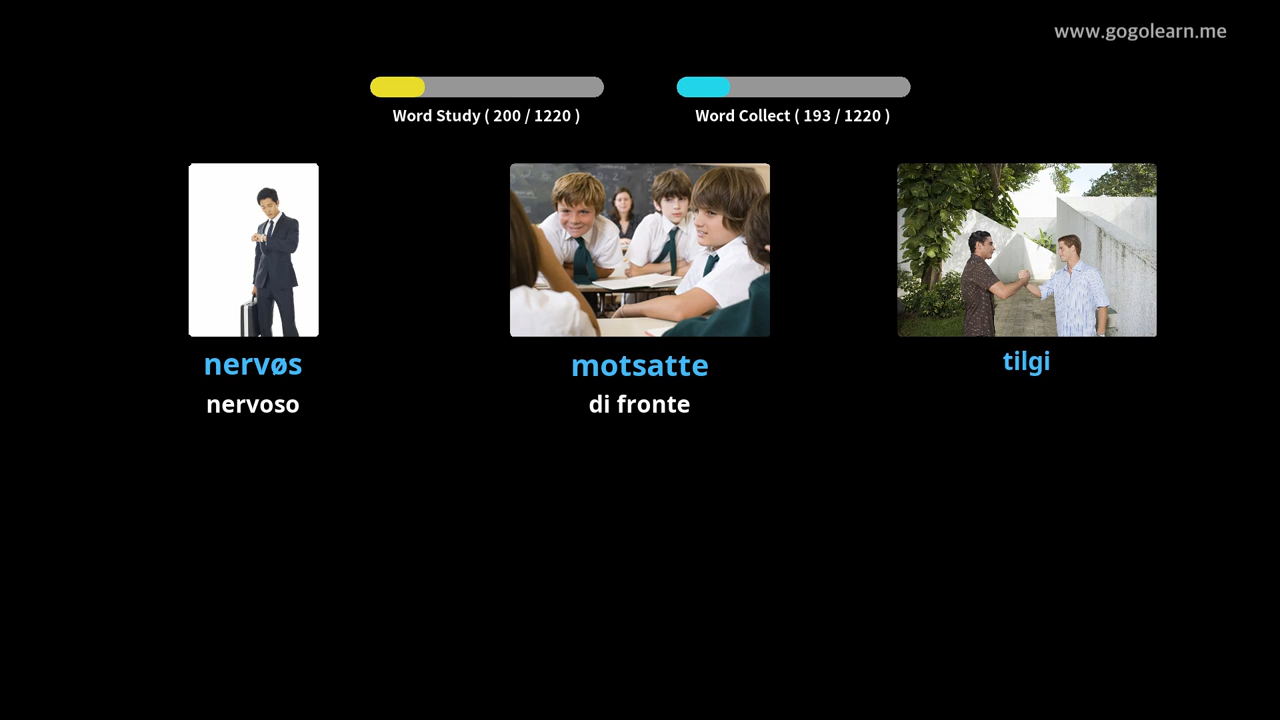 www.gogolearn.me
Word Study ( 200 / 1220 )
Word Collect ( 193 / 1220 )
nervøs
nervoso
motsatte
di fronte
tilgi